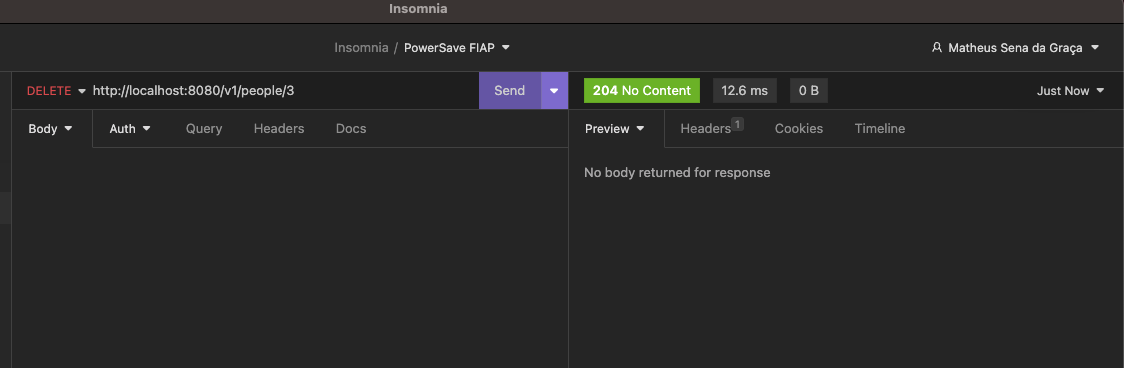 Insomnia
Insomnia / PowerSave FIAP
Matheus Sena da Graça
DELETE http://localhost:8080/v1/people/3
Send
204 No Content
12.6 ms
0 B
Just Now
Body
Auth
Query
Headers
Docs
Preview
Headers 1
Cookies
Timeline
No body returned for response